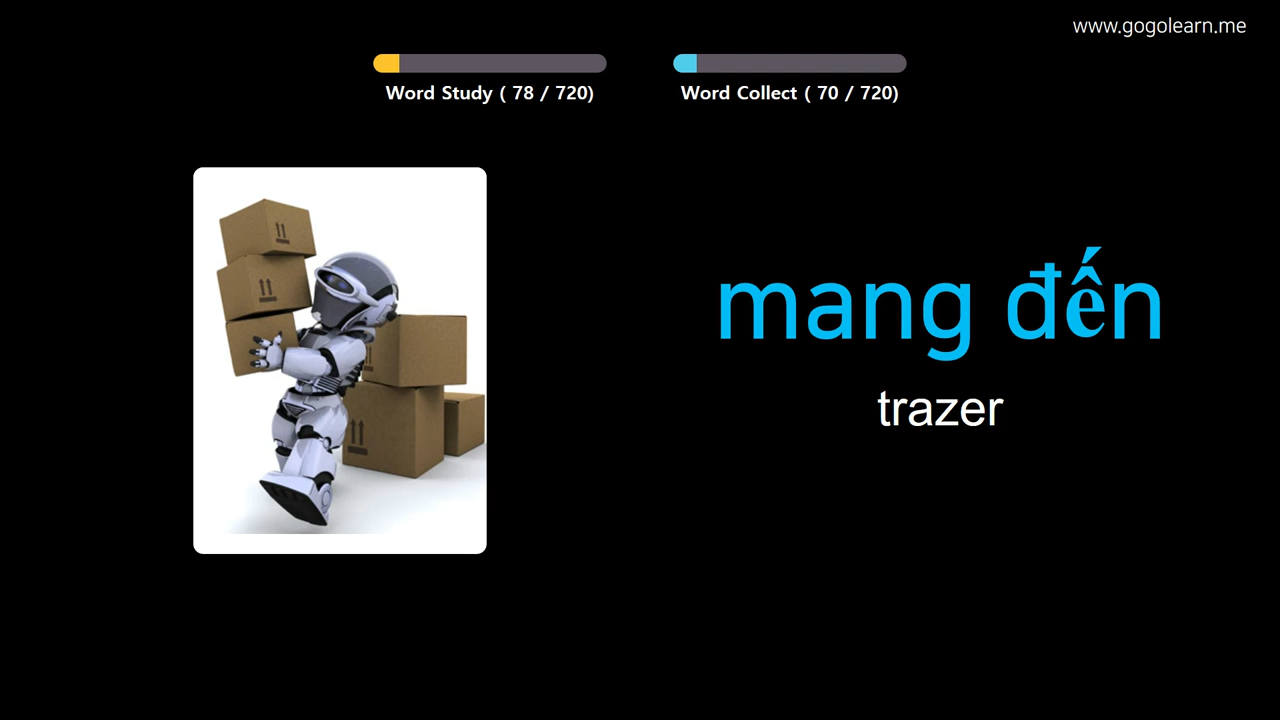 www.gogolearn.me
Word Study ( 78 / 720)
Word Collect ( 70 / 720)
mang đến
trazer